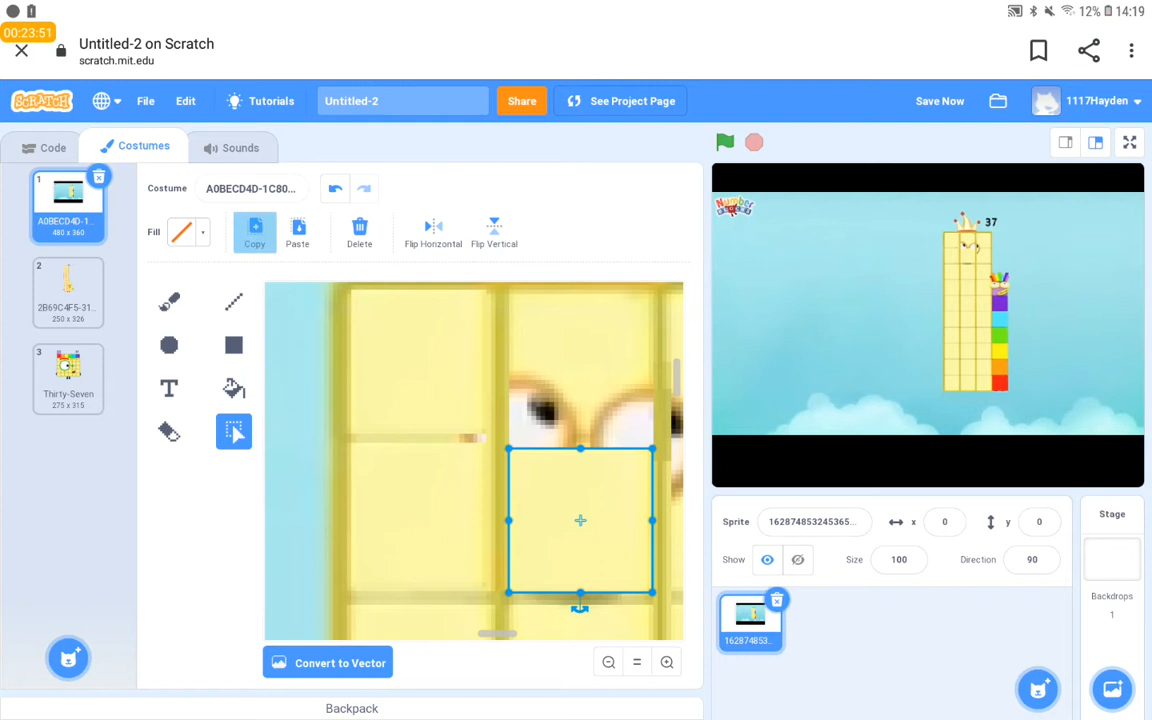 12% 14:19
00:23:51
Untitled-2 on Scratch
scratch.mit.edu
SCRATCH File Edit Tutorials Untitled-2 Share See Project Page Save Now 1117Hayden
Code Costumes Sounds
1
A0BECD4D-1...
480 x 360
2
2B69C4F5-31...
250 x 326
3
Thirty-Seven
275 x 315
Costume A0BECD4D-1C80...
Fill Copy Paste Delete Flip Horizontal Flip Vertical
Convert to Vector
Backpack
Number Blocks
37
Sprite 162874853245365... x 0 y 0
Show Size 100 Direction 90
16287485...
Stage
Backdrops
1